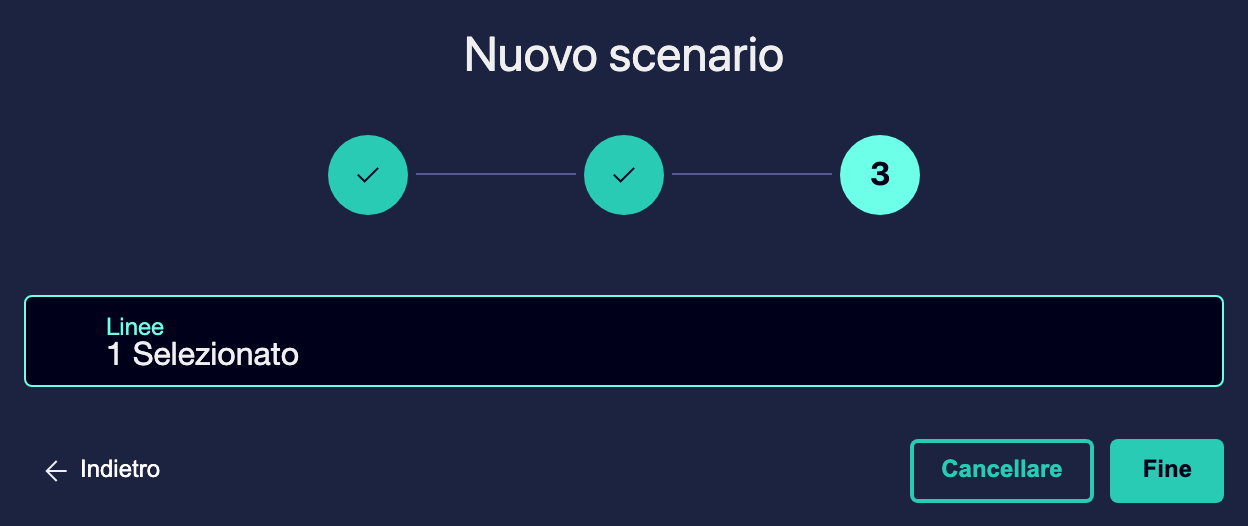 Nuovo scenario
3
Linee
1 Selezionato
Indietro
Cancellare
Fine